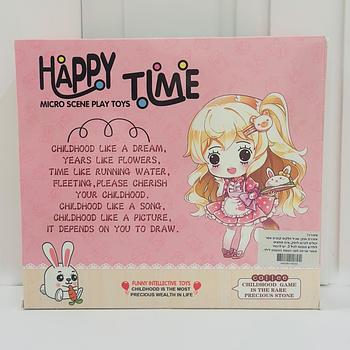 HAPPY TIME
MICRO SCENE PLAY TOYS
CHILDHOOD LIKE A DREAM,
YEARS LIKE FLOWERS,
TIME LIKE RUNNING WATER,
FLEETING,PLEASE CHERISH
YOUR CHILDHOOD.
CHILDHOOD LIKE A SONG,
CHILDHOOD LIKE A PICTURE,
IT DEPENDS ON YOU TO DRAW.
FUNNY INTELLECTIVE TOYS
CHILDHOOD IS THE MOST
PRECIOUS WEALTH IN LIFE
coffee
CHILDHOOD GAME
IS THE RARE
PRECIOUS STONE